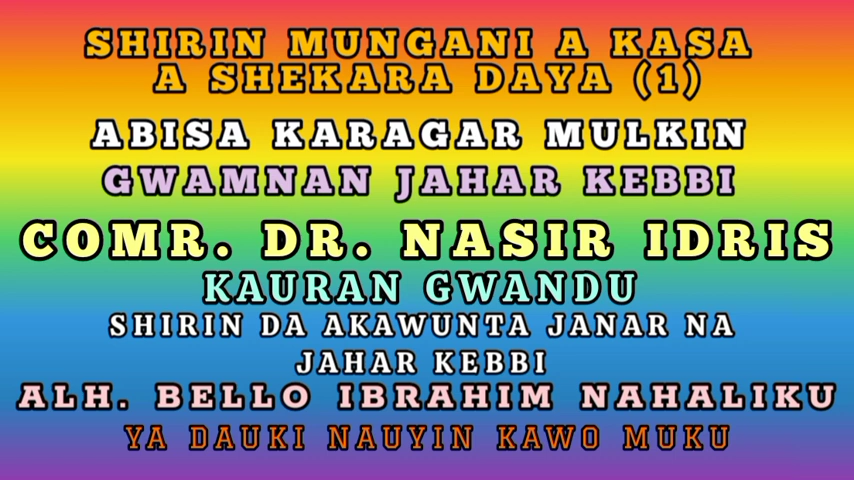 SHIRIN MUNGANI A KASA
A SHEKARA DAYA (1)
ABISA KARAGAR MULKIN
GWAMNAN JAHAR KEBBI
COMR. DR. NASIR IDRIS
KAURAN GWANDU
SHIRIN DA AKAWUNTA JANAR NA
JAHAR KEBBI
ALH. BELLO IBRAHIM NAHALIKU
YA DAUKI NAUYIN KAWO MUKU